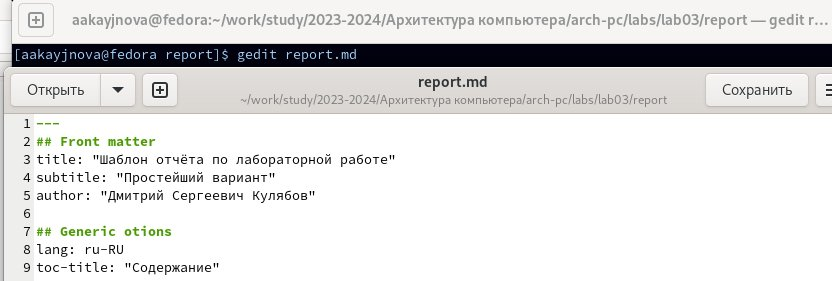 aakayjnova@fedora:~/work/study/2023-2024/Архитектура компьютера/arch-pc/labs/lab03/report — gedit r...
[aakayjnova@fedora report]$ gedit report.md
Открыть
report.md
~/work/study/2023-2024/Архитектура компьютера/arch-pc/labs/lab03/report
Сохранить
1 ---
2 ## Front matter
3 title: "Шаблон отчёта по лабораторной работе"
4 subtitle: "Простейший вариант"
5 author: "Дмитрий Сергеевич Кулябов"
6
7 ## Generic otions
8 lang: ru-RU
9 toc-title: "Содержание"